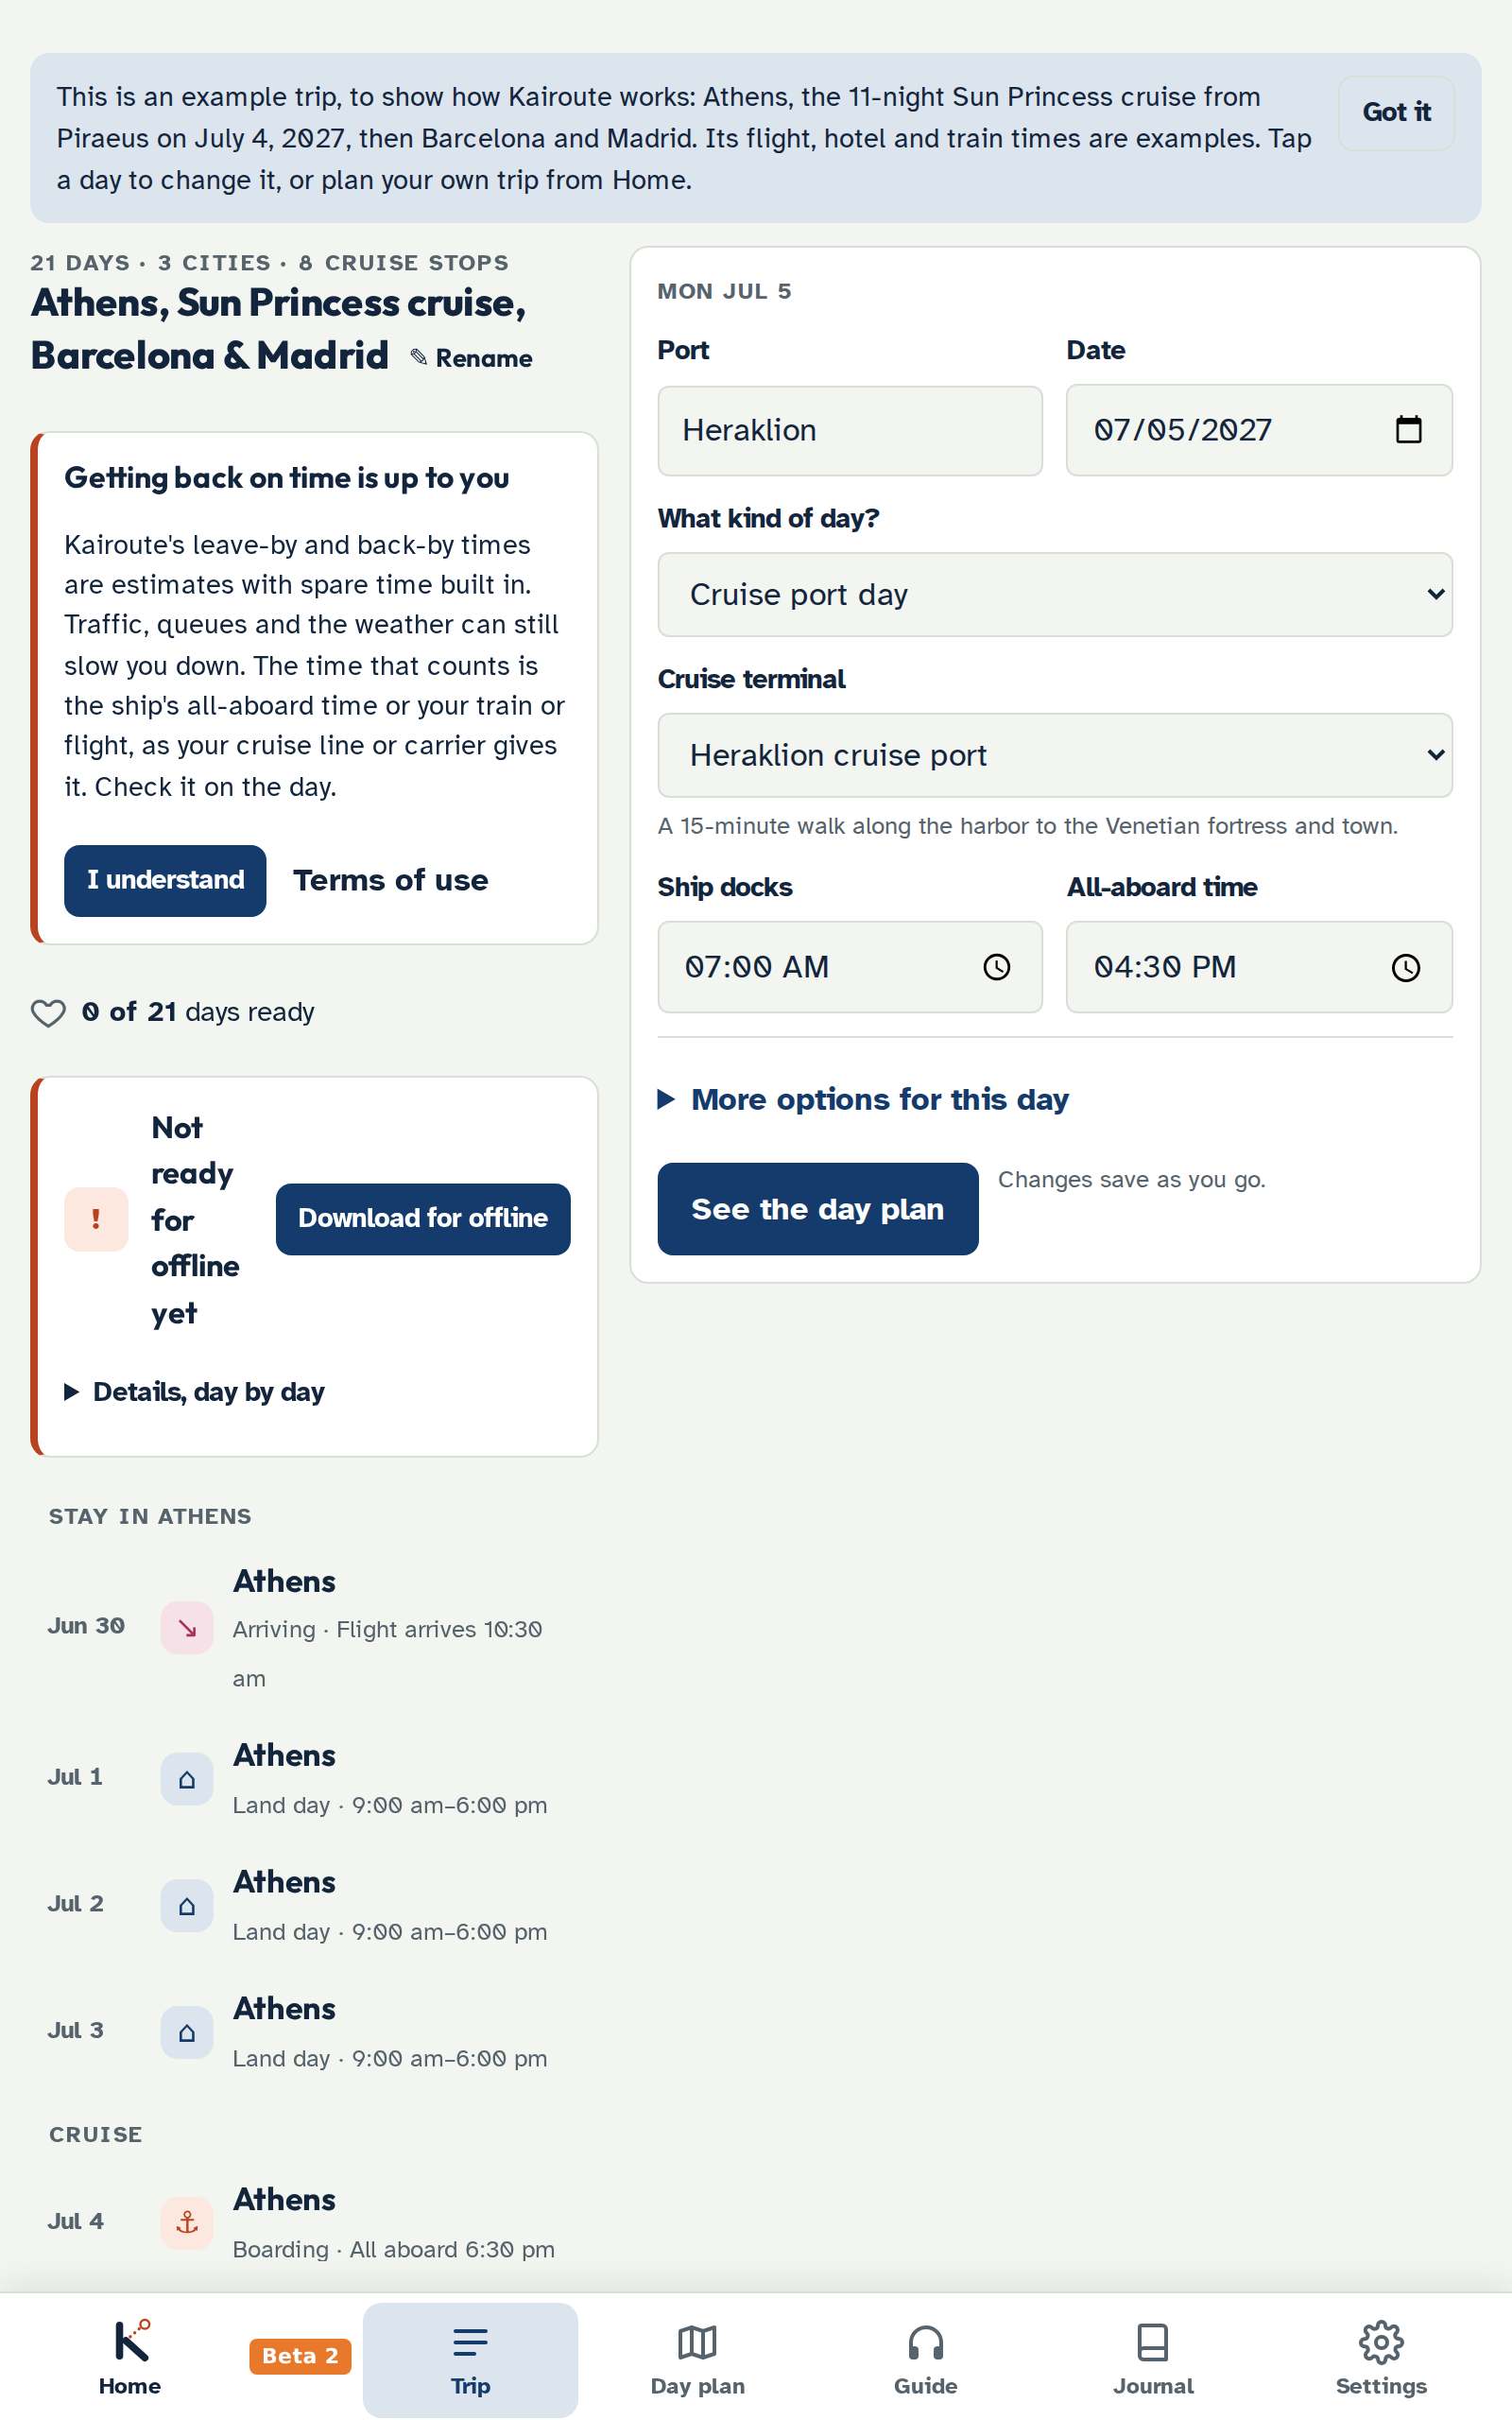 This is an example trip, to show how Kairoute works: Athens, the 11-night Sun Princess cruise from
Piraeus on July 4, 2027, then Barcelona and Madrid. Its flight, hotel and train times are examples. Tap
a day to change it, or plan your own trip from Home.
Got it
21 DAYS · 3 CITIES · 8 CRUISE STOPS
Athens, Sun Princess cruise,
Barcelona & Madrid ✎ Rename
Getting back on time is up to you
Kairoute's leave-by and back-by times
are estimates with spare time built in.
Traffic, queues and the weather can still
slow you down. The time that counts is
the ship's all-aboard time or your train or
flight, as your cruise line or carrier gives
it. Check it on the day.
I understand
Terms of use
0 of 21 days ready
!
Not
ready
for
offline
yet
Download for offline
Details, day by day
STAY IN ATHENS
Jun 30
Athens
Arriving · Flight arrives 10:30
am
Jul 1
Athens
Land day · 9:00 am–6:00 pm
Jul 2
Athens
Land day · 9:00 am–6:00 pm
Jul 3
Athens
Land day · 9:00 am–6:00 pm
CRUISE
Jul 4
Athens
Boarding · All aboard 6:30 pm
MON JUL 5
Port
Date
Heraklion
07/05/2027
What kind of day?
Cruise port day
Cruise terminal
Heraklion cruise port
A 15-minute walk along the harbor to the Venetian fortress and town.
Ship docks
All-aboard time
07:00 AM
04:30 PM
More options for this day
See the day plan
Changes save as you go.
Home
Beta 2
Trip
Day plan
Guide
Journal
Settings